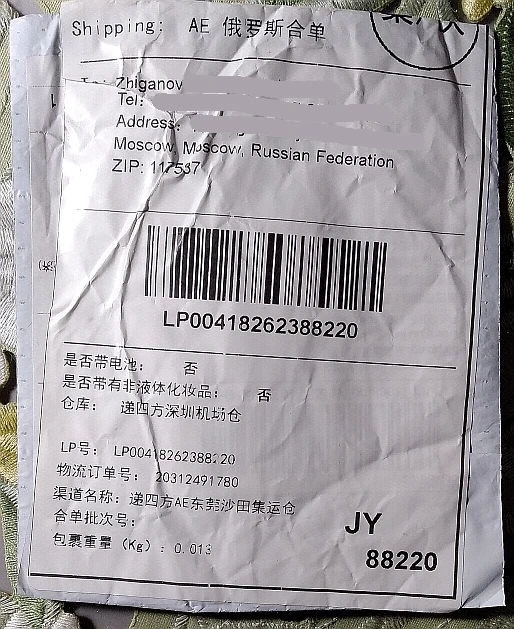 Shipping: AE 俄罗斯合单
To: Zhiganov
Tel:
Address:
Moscow, Moscow, Russian Federation
ZIP: 117537
LP00418262388220
是否带电池: 否
是否带有非液体化妆品: 否
仓库: 递四方深圳机场仓
LP号: LP00418262388220
物流订单号: 20312491780
渠道名称: 递四方AE东莞沙田集运仓
合单批次号:
JY
包裹重量 (Kg) : 0.013
88220